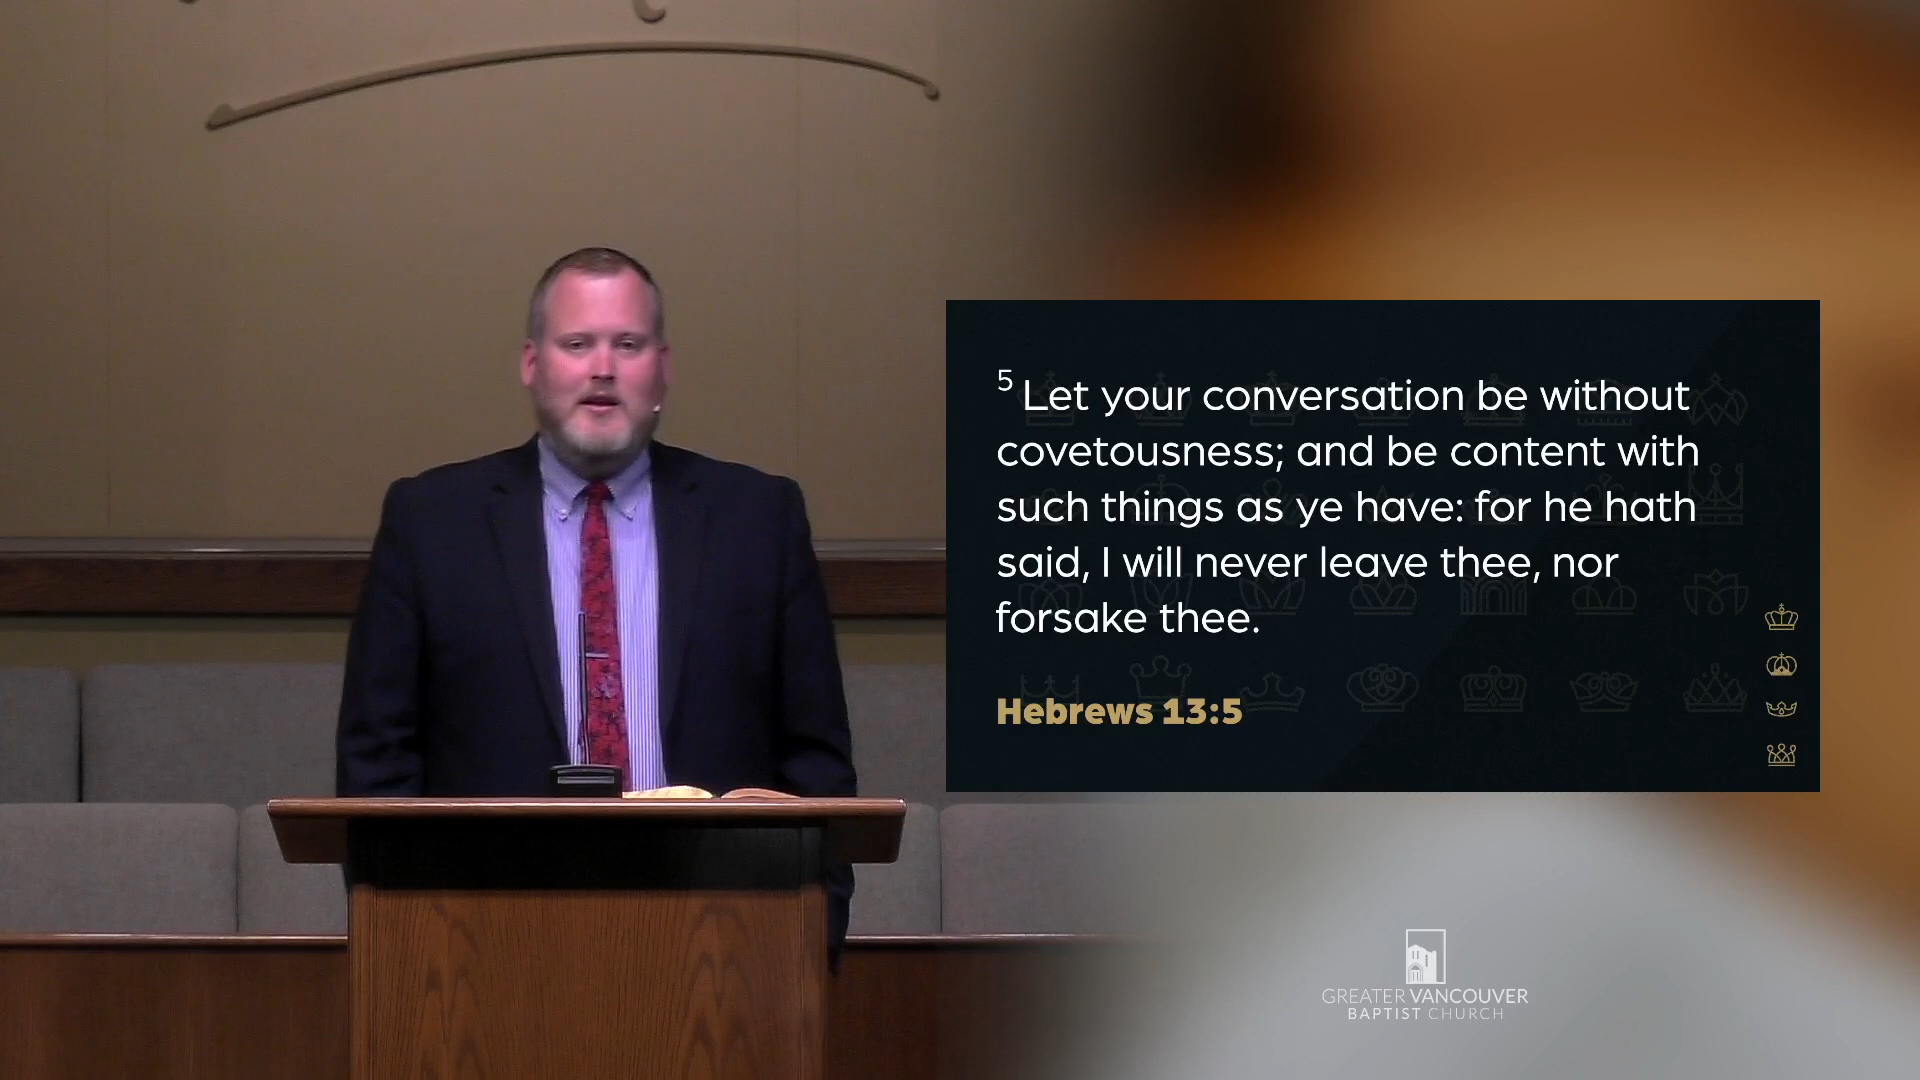 5 Let your conversation be without
covetousness; and be content with
such things as ye have: for he hath
said, I will never leave thee, nor
forsake thee.
Hebrews 13:5
GREATER VANCOUVER
BAPTIST CHURCH